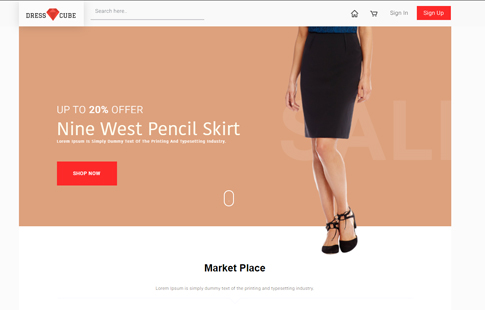 DRESS CUBE
Search here...
Sign In
Sign Up
SALE
UP TO 20% OFFER
Nine West Pencil Skirt
Lorem Ipsum Is Simply Dummy Text Of The Printing And Typesetting Industry.
SHOP NOW
Market Place
Lorem Ipsum is simply dummy text of the printing and typesetting industry.